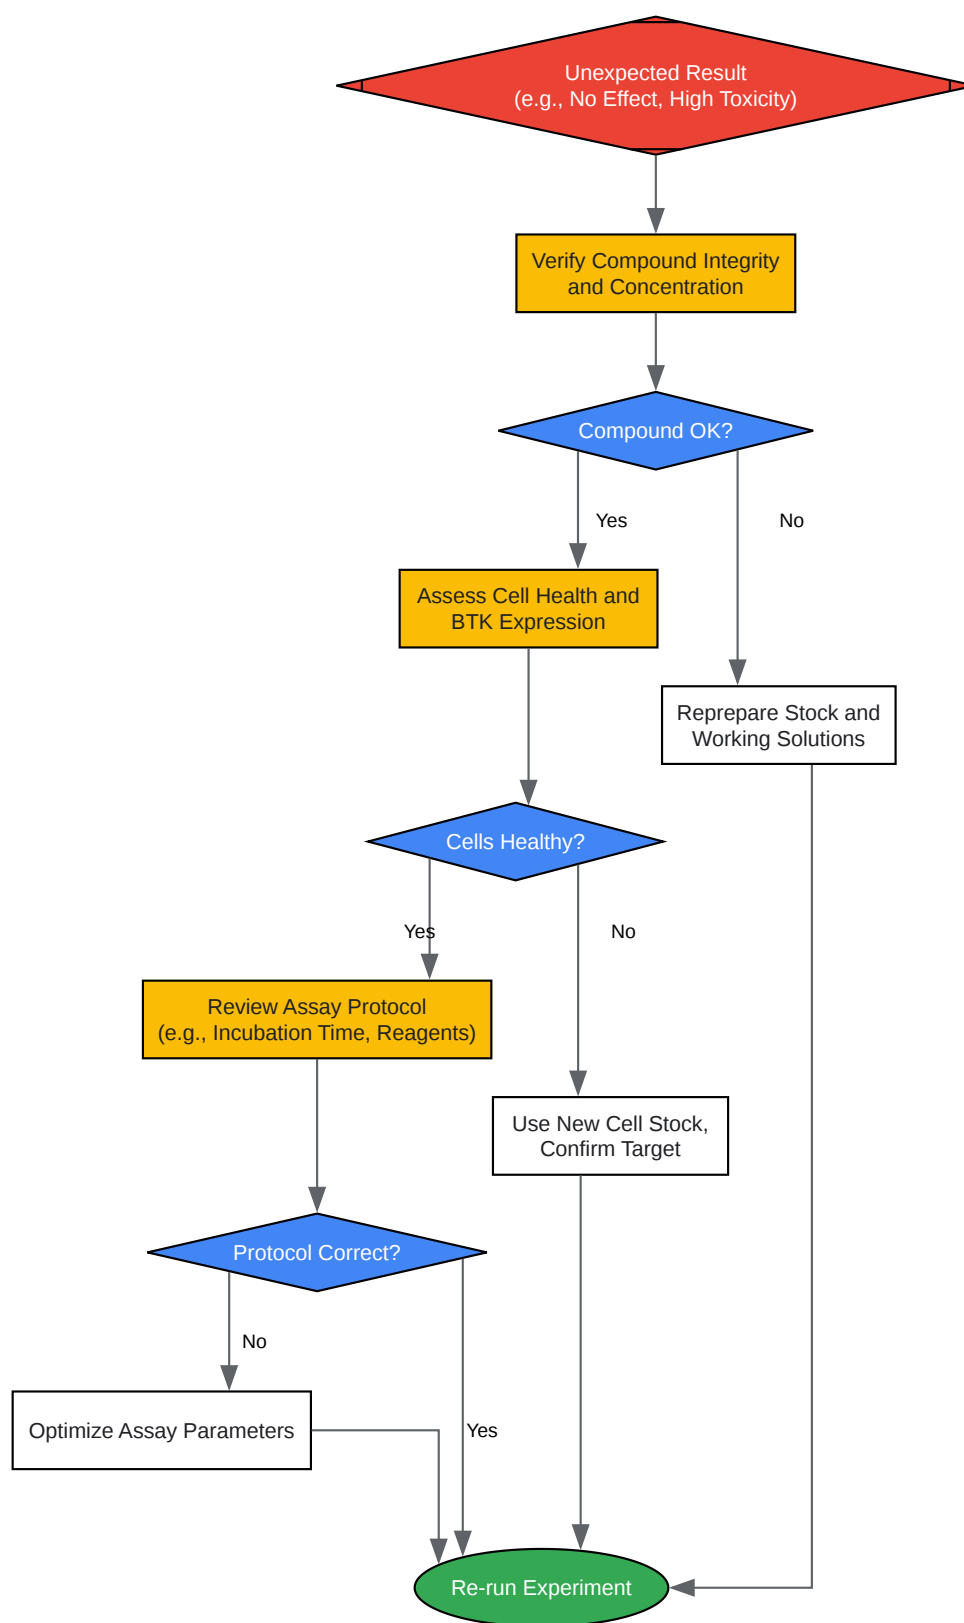 Unexpected Result
(e.g., No Effect, High Toxicity)
Verify Compound Integrity
and Concentration
Compound OK?
Yes
No
Assess Cell Health and
BTK Expression
Reprepare Stock and
Working Solutions
Cells Healthy?
Yes
No
Review Assay Protocol
(e.g., Incubation Time, Reagents)
Use New Cell Stock,
Confirm Target
Protocol Correct?
No
Optimize Assay Parameters
Yes
Re-run Experiment